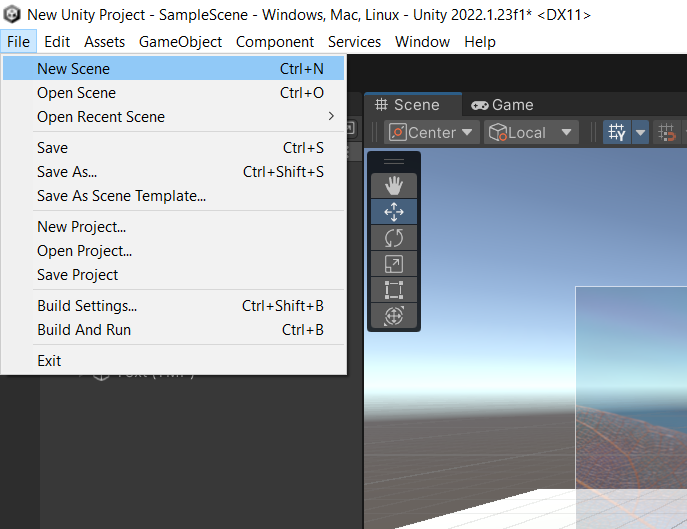 New Unity Project - SampleScene - Windows, Mac, Linux - Unity 2022.1.23f1* <DX11>
File Edit Assets GameObject Component Services Window Help
New Scene Ctrl+N
Open Scene Ctrl+O
Open Recent Scene
Save Ctrl+S
Save As... Ctrl+Shift+S
Save As Scene Template...
New Project...
Open Project...
Save Project
Build Settings... Ctrl+Shift+B
Build And Run Ctrl+B
Exit
Scene Game
Center Local